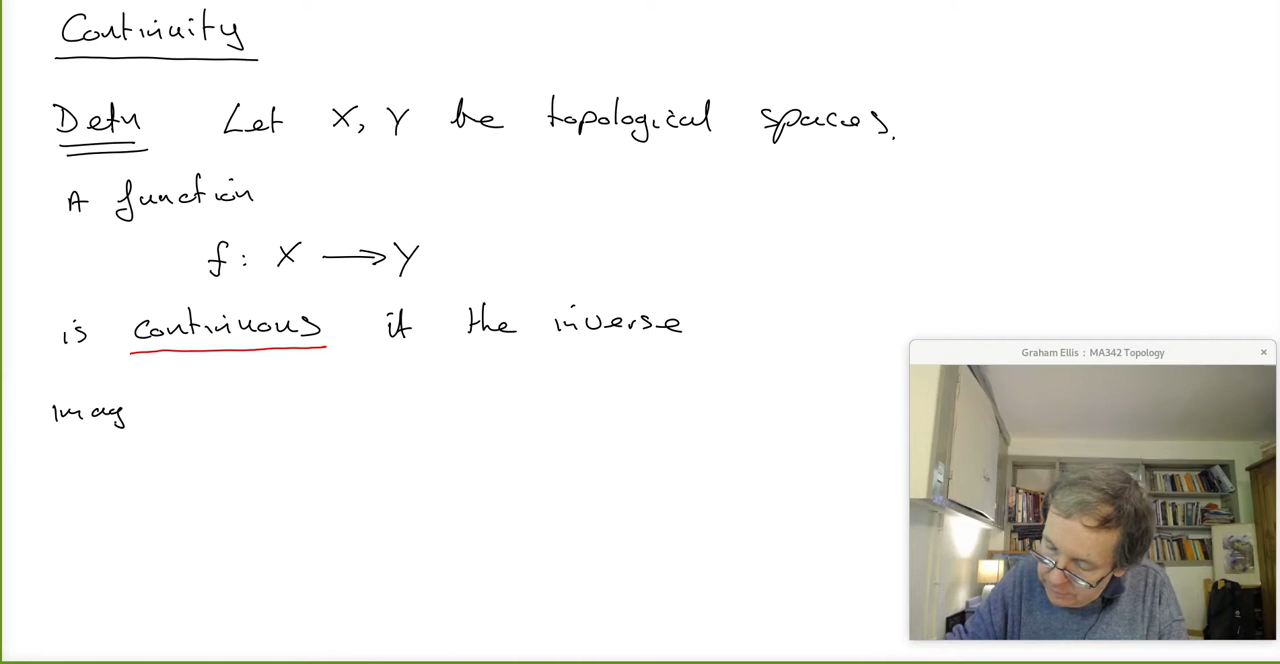 Continuity
Defn Let X, Y be topological spaces.
A function
f: X ⟶ Y
is continuous if the inverse
imag
Graham Ellis : MA342 Topology